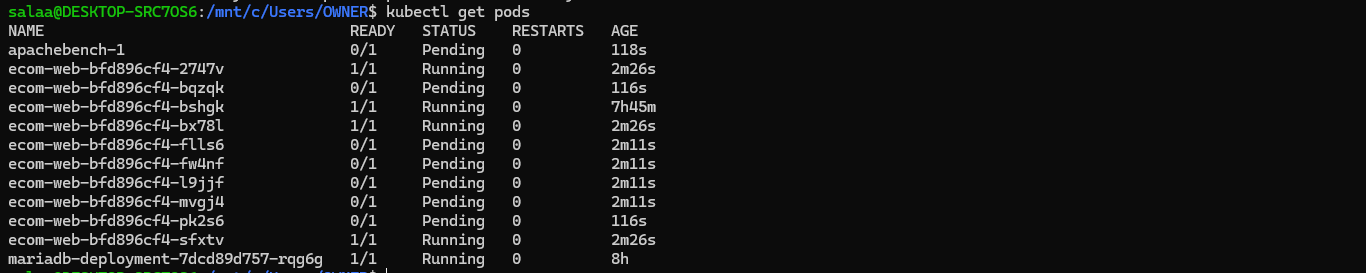 salaa@DESKTOP-SRC7OS6:/mnt/c/Users/OWNER$ kubectl get pods
NAME READY STATUS RESTARTS AGE
apachebench-1 0/1 Pending 0 118s
ecom-web-bfd896cf4-2747v 1/1 Running 0 2m26s
ecom-web-bfd896cf4-bqzqk 0/1 Pending 0 116s
ecom-web-bfd896cf4-bshgk 1/1 Running 0 7h45m
ecom-web-bfd896cf4-bx78l 1/1 Running 0 2m26s
ecom-web-bfd896cf4-flls6 0/1 Pending 0 2m11s
ecom-web-bfd896cf4-fw4nf 0/1 Pending 0 2m11s
ecom-web-bfd896cf4-l9jjf 0/1 Pending 0 2m11s
ecom-web-bfd896cf4-mvgj4 0/1 Pending 0 2m11s
ecom-web-bfd896cf4-pk2s6 0/1 Pending 0 116s
ecom-web-bfd896cf4-sfxtv 1/1 Running 0 2m26s
mariadb-deployment-7dcd89d757-rqg6g 1/1 Running 0 8h